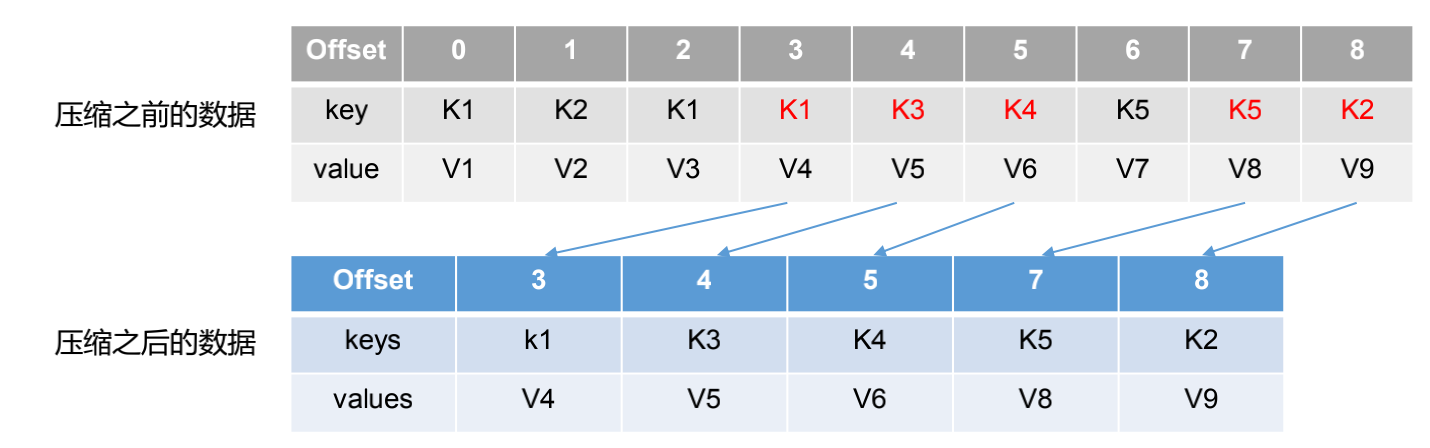 Offset 0 1 2 3 4 5 6 7 8
压缩之前的数据 key K1 K2 K1 K1 K3 K4 K5 K5 K2
value V1 V2 V3 V4 V5 V6 V7 V8 V9
Offset 3 4 5 7 8
压缩之后的数据 keys k1 K3 K4 K5 K2
values V4 V5 V6 V8 V9